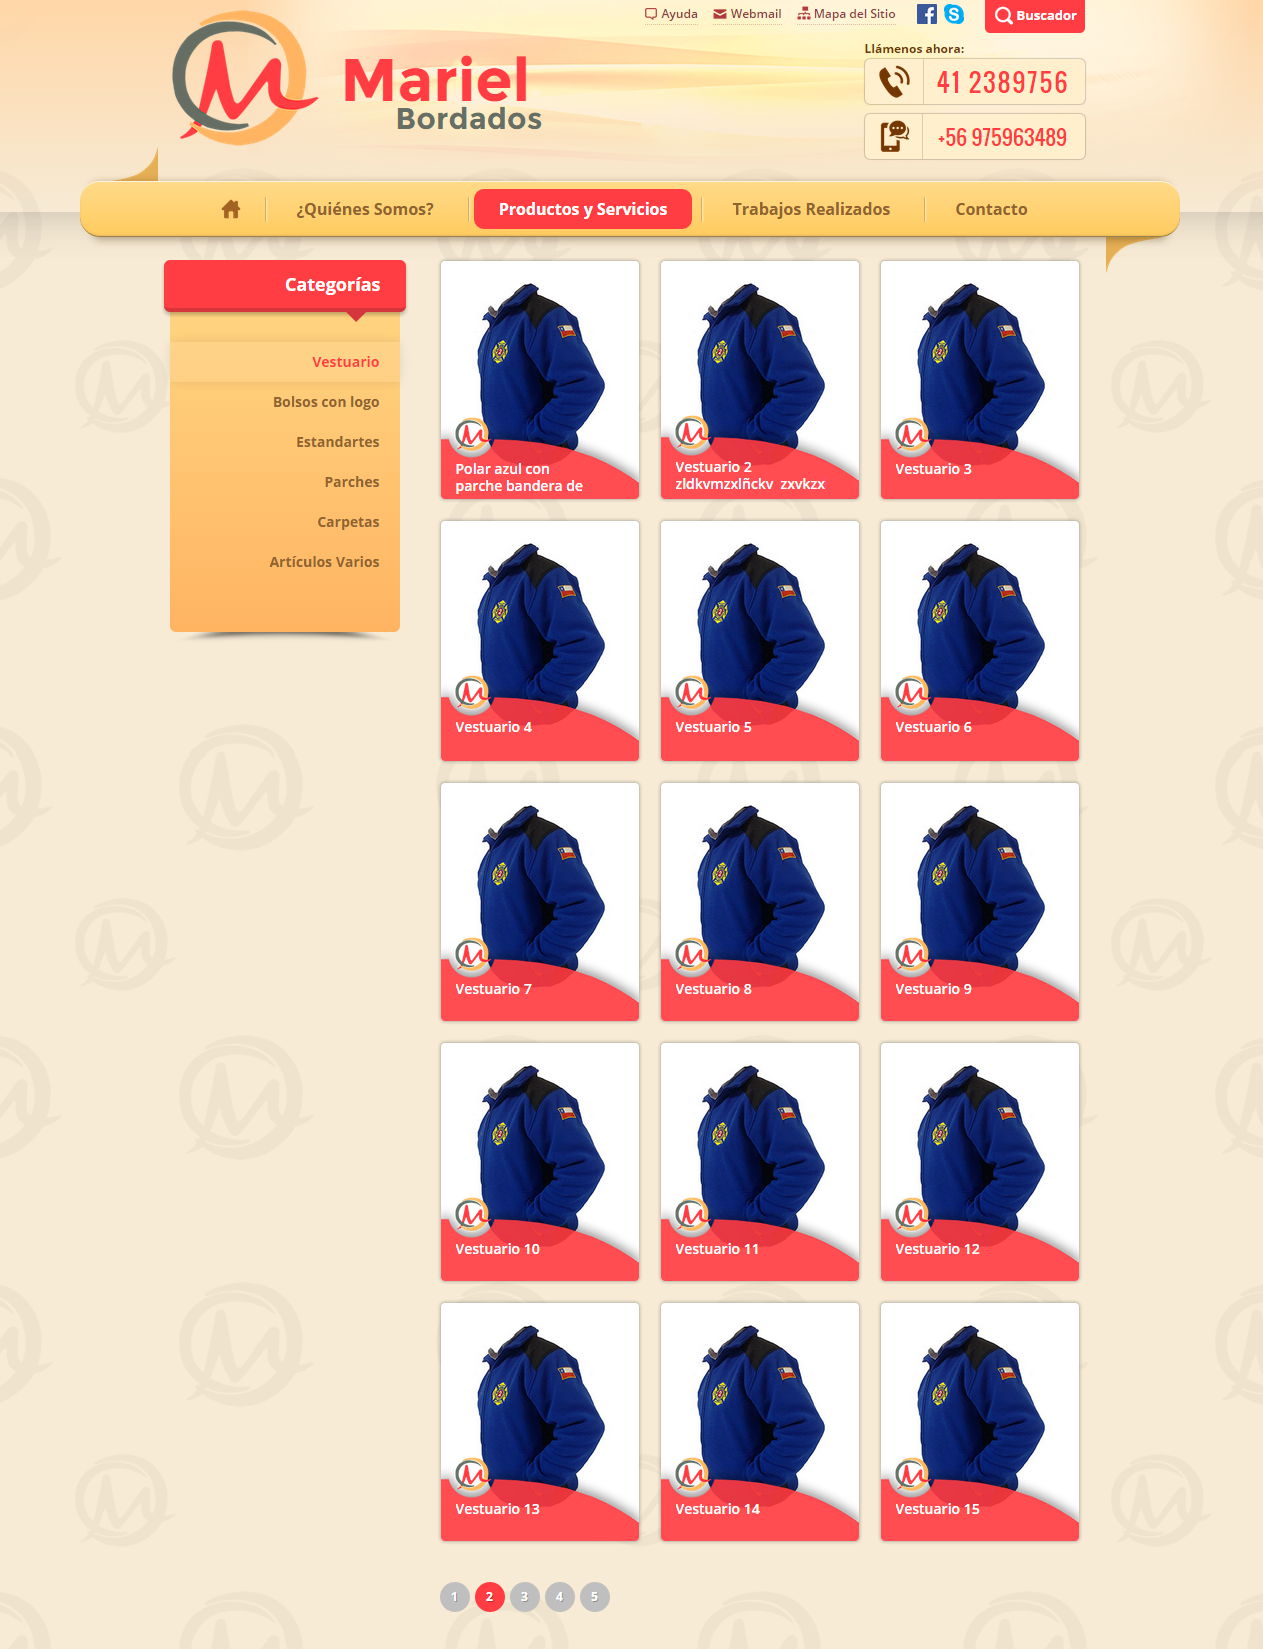 Ayuda
Webmail
Mapa del Sitio
Buscador
Mariel
Bordados
Llámenos ahora:
41 2389756
+56 975963489
¿Quiénes Somos?
Productos y Servicios
Trabajos Realizados
Contacto
Categorías
Vestuario
Bolsos con logo
Estandartes
Parches
Carpetas
Artículos Varios
Polar azul con
parche bandera de
Vestuario 2
zldkvmzxlñckv zxvkzx
Vestuario 3
Vestuario 4
Vestuario 5
Vestuario 6
Vestuario 7
Vestuario 8
Vestuario 9
Vestuario 10
Vestuario 11
Vestuario 12
Vestuario 13
Vestuario 14
Vestuario 15
1 2 3 4 5